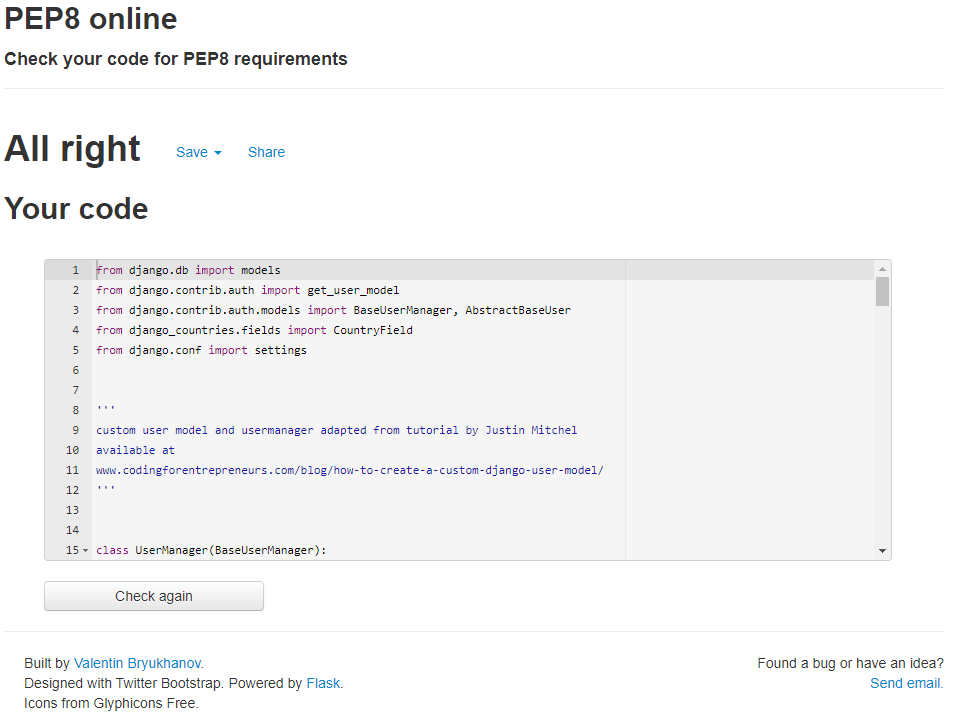 PEP8 online
Check your code for PEP8 requirements
All right Save Share
Your code
1 from django.db import models
2 from django.contrib.auth import get_user_model
3 from django.contrib.auth.models import BaseUserManager, AbstractBaseUser
4 from django_countries.fields import CountryField
5 from django.conf import settings
6
7
8 '''
9 custom user model and usermanager adapted from tutorial by Justin Mitchel
10 available at
11 www.codingforentrepreneurs.com/blog/how-to-create-a-custom-django-user-model/
12 '''
13
14
15 class UserManager(BaseUserManager):
Check again
Built by Valentin Bryukhanov.
Designed with Twitter Bootstrap. Powered by Flask.
Icons from Glyphicons Free.
Found a bug or have an idea?
Send email.